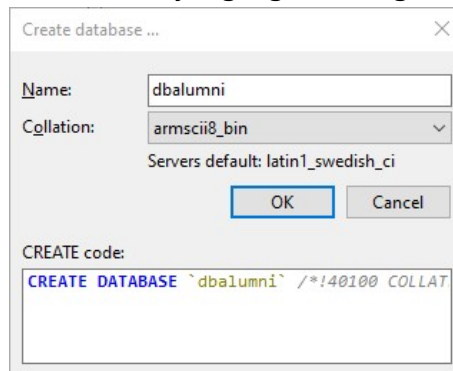 Create database ...
Name: dbalumni
Collation: armscii8_bin
Servers default: latin1_swedish_ci
OK Cancel
CREATE code:
CREATE DATABASE `dbalumni` /*!40100 COLLAT